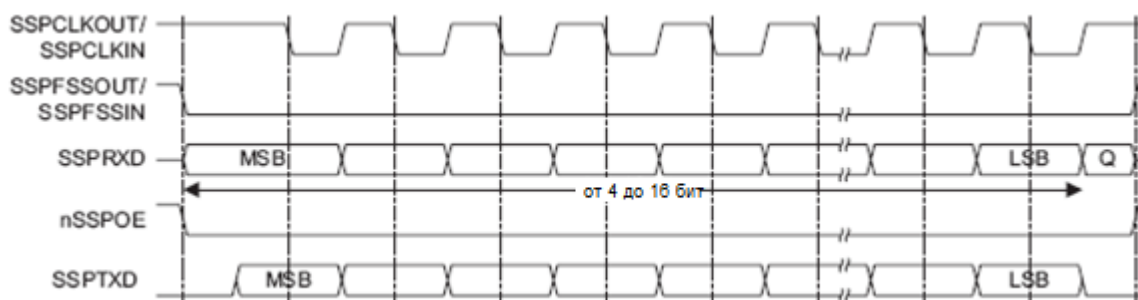 SSPCLKOUT/
SSPCLKIN
SSPFSSOUT/
SSPFSSIN
SSPRXD
MSB
LSB
Q
от 4 до 16 бит
nSSPOE
SSPTXD
MSB
LSB